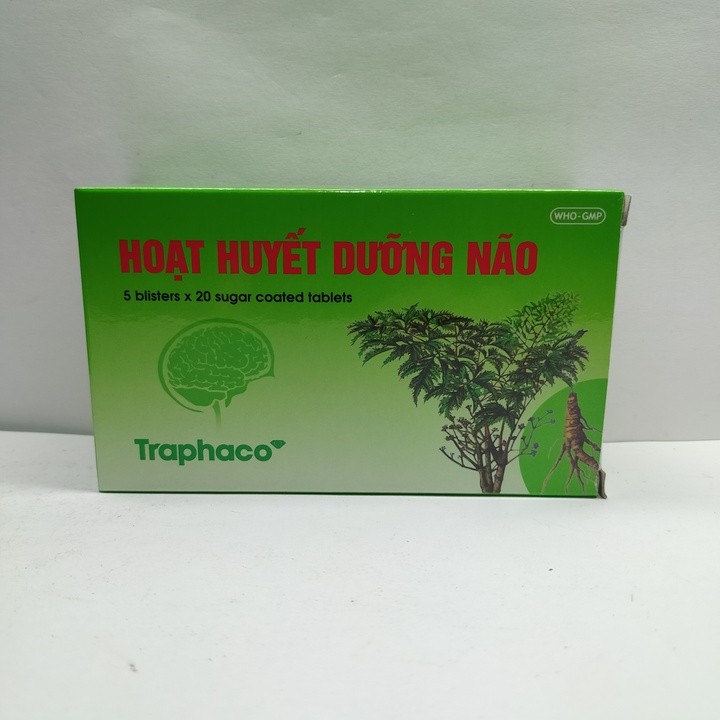 WHO-GMP
HOẠT HUYẾT DƯỠNG NÃO
5 blisters x 20 sugar coated tablets
Traphaco